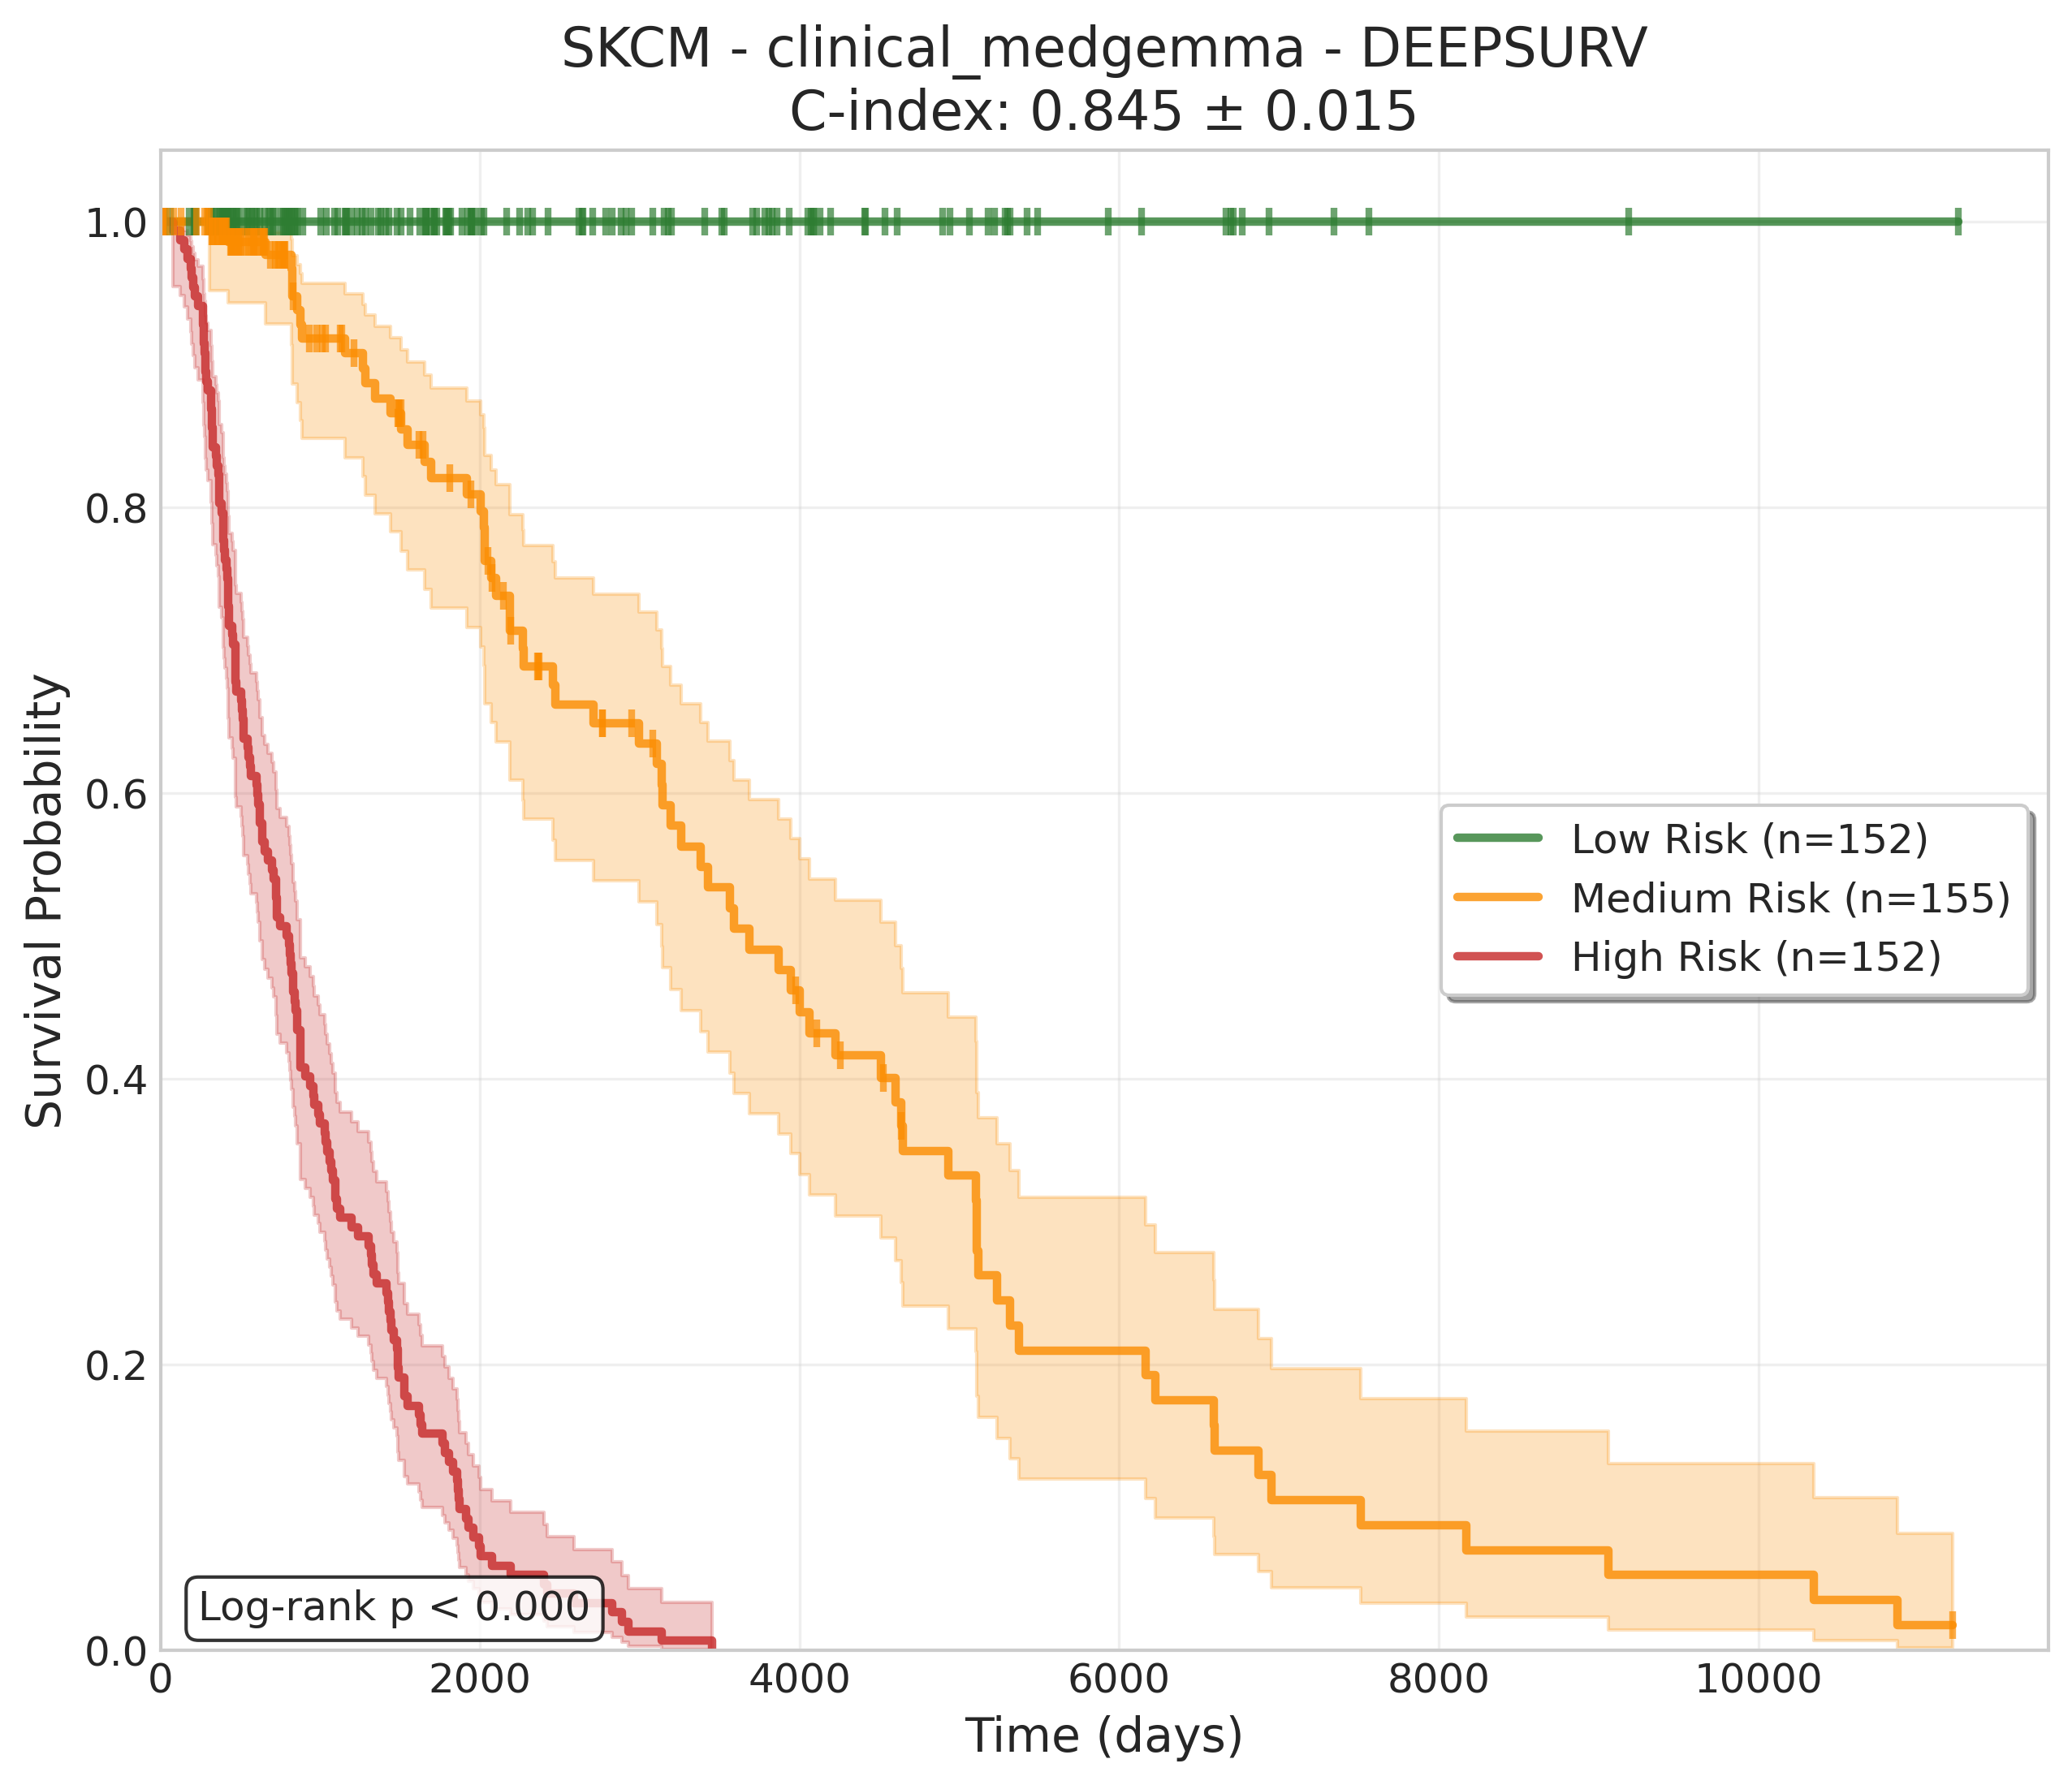 SKCM - clinical_medgemma - DEEPSURV
C-index: 0.845 ± 0.015
Survival Probability
1.0
0.8
0.6
0.4
0.2
0.0
Low Risk (n=152)
Medium Risk (n=155)
High Risk (n=152)
Log-rank p < 0.000
0
2000
4000
6000
8000
10000
Time (days)